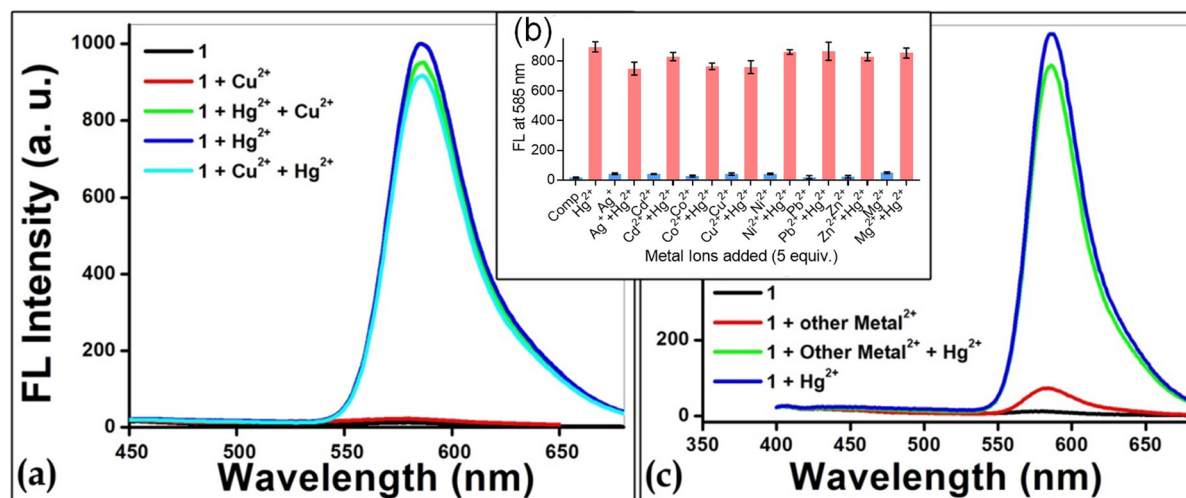 FL Intensity (a. u.)
1000
800
600
400
200
0
1
1 + Cu²⁺
1 + Hg²⁺ + Cu²⁺
1 + Hg²⁺
1 + Cu²⁺ + Hg²⁺
450 500 550 600 650
Wavelength (nm)
(a)
(b)
FL at 585 nm
800
600
400
200
0
Comp
Hg²⁺
Ag⁺
Ag⁺+Hg²⁺
Cd²⁺
Cd²⁺+Hg²⁺
Co²⁺
Co²⁺+Hg²⁺
Cu²⁺
Cu²⁺+Hg²⁺
Ni²⁺
Ni²⁺+Hg²⁺
Pb²⁺
Pb²⁺+Hg²⁺
Zn²⁺
Zn²⁺+Hg²⁺
Mg²⁺
Mg²⁺+Hg²⁺
Metal Ions added (5 equiv.)
200
0
1
1 + other Metal²⁺
1 + Other Metal²⁺ + Hg²⁺
1 + Hg²⁺
350 400 450 500 550 600 650
Wavelength (nm)
(c)